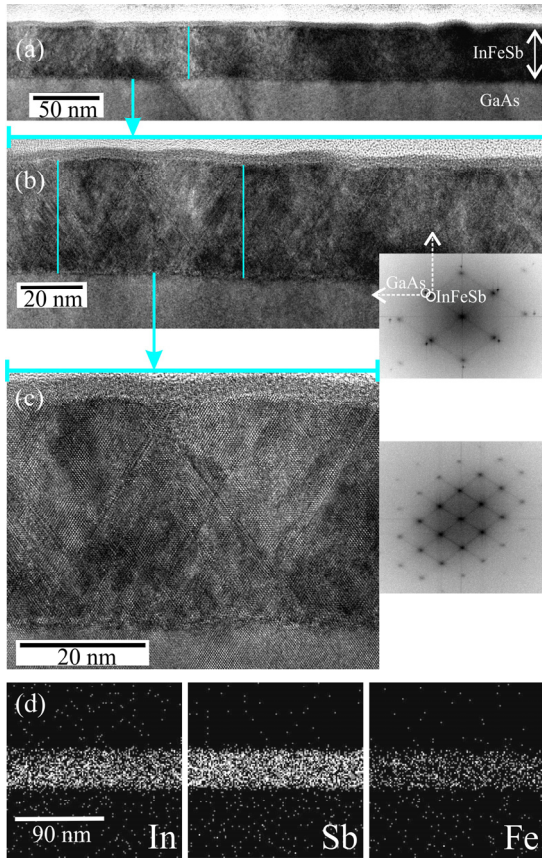 (a)
InFeSb
GaAs
50 nm
(b)
20 nm
GaAs
InFeSb
(c)
20 nm
(d)
90 nm
In
Sb
Fe